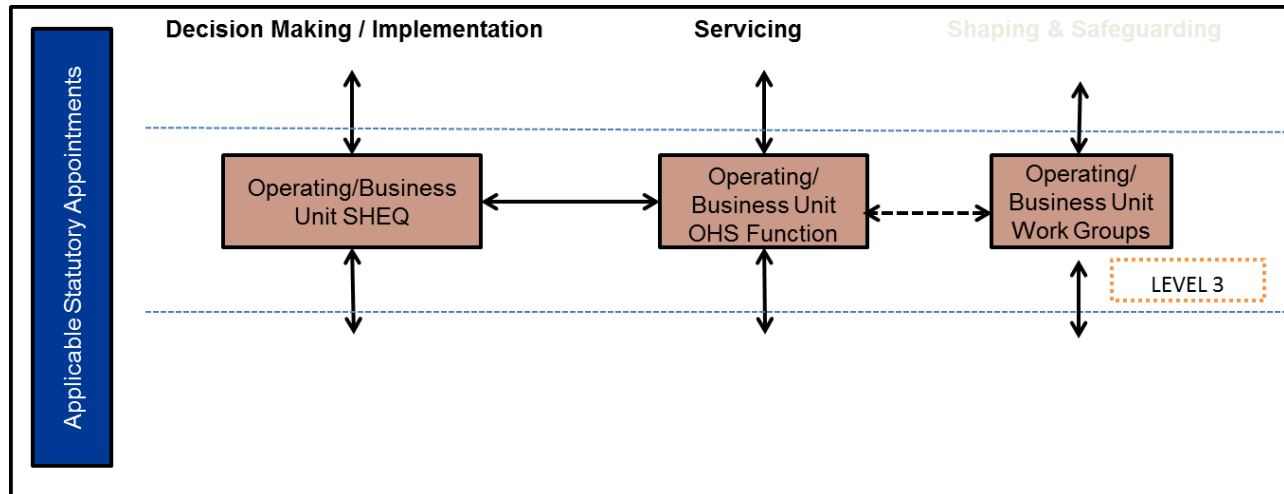 Applicable Statutory Appointments
Decision Making / Implementation
Servicing
Shaping & Safeguarding
Operating/Business
Unit SHEQ
Operating/
Business Unit
OHS Function
Operating/
Business Unit
Work Groups
LEVEL 3